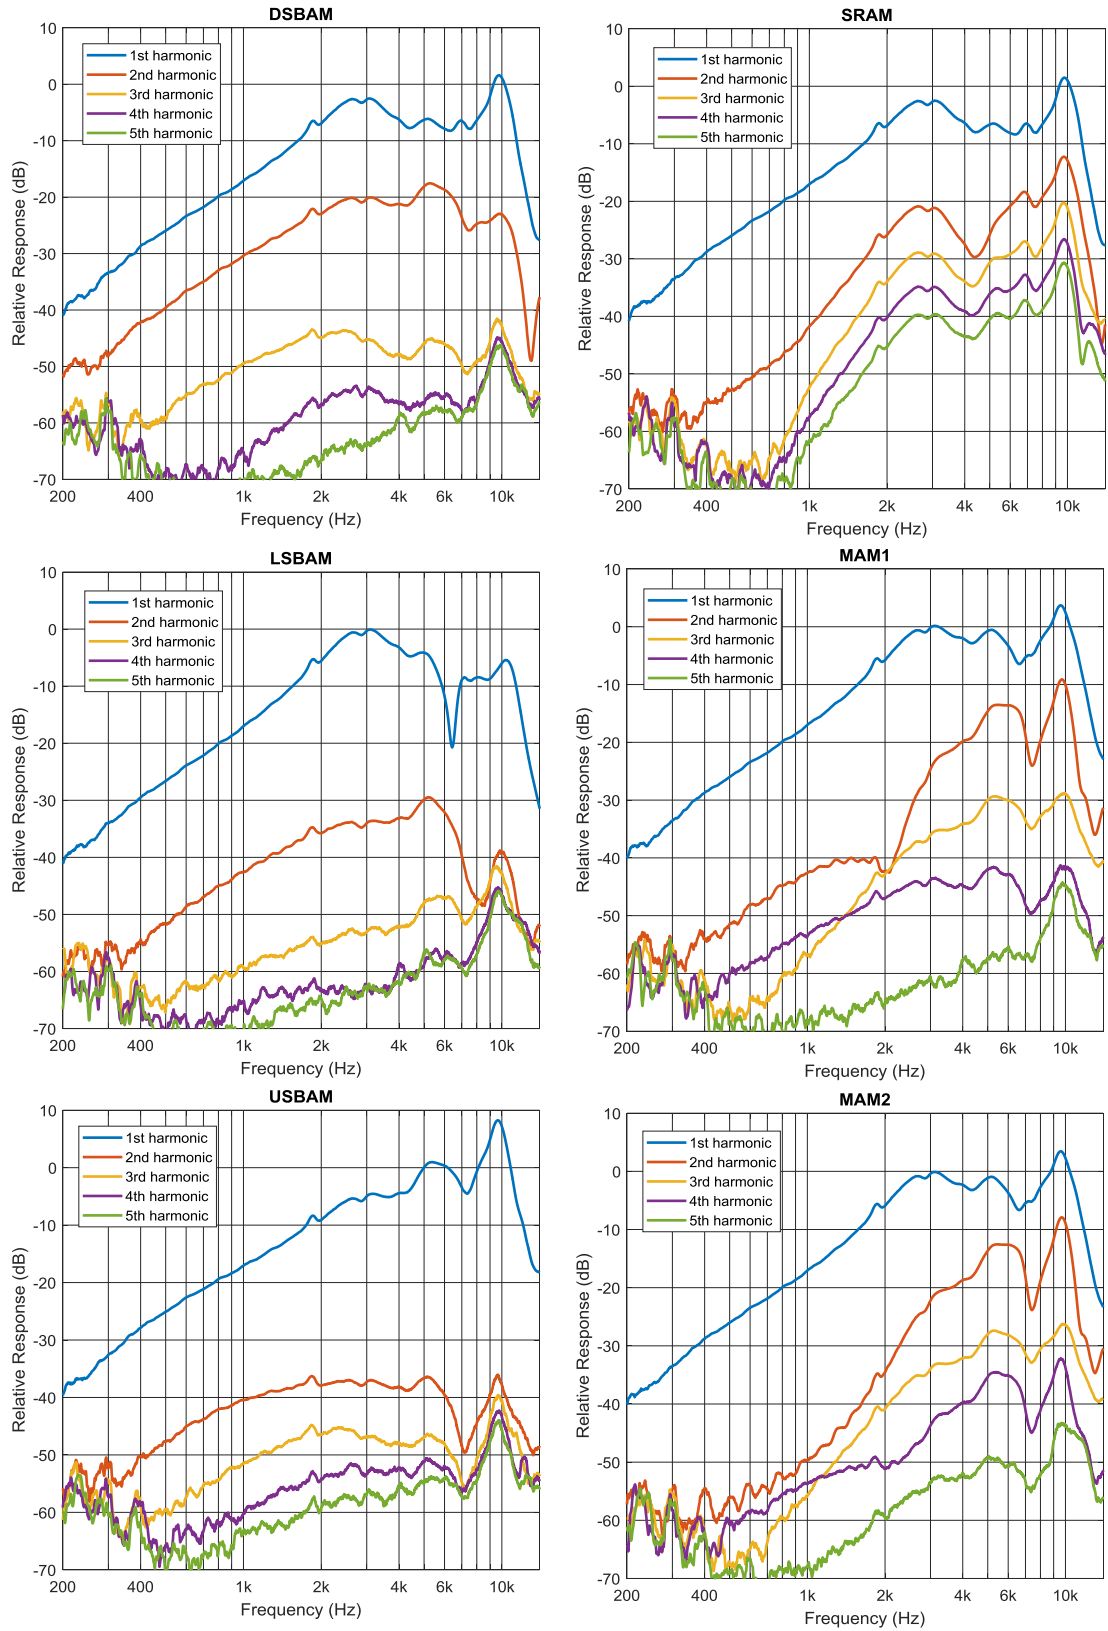 DSBAM
10
0
-10
-20
-30
-40
-50
-60
-70
Relative Response (dB)
1st harmonic
2nd harmonic
3rd harmonic
4th harmonic
5th harmonic
200 400 1k 2k 4k 6k 10k
Frequency (Hz)
SRAM
10
0
-10
-20
-30
-40
-50
-60
-70
Relative Response (dB)
1st harmonic
2nd harmonic
3rd harmonic
4th harmonic
5th harmonic
200 400 1k 2k 4k 6k 10k
Frequency (Hz)
LSBAM
10
0
-10
-20
-30
-40
-50
-60
-70
Relative Response (dB)
1st harmonic
2nd harmonic
3rd harmonic
4th harmonic
5th harmonic
200 400 1k 2k 4k 6k 10k
Frequency (Hz)
MAM1
10
0
-10
-20
-30
-40
-50
-60
-70
Relative Response (dB)
1st harmonic
2nd harmonic
3rd harmonic
4th harmonic
5th harmonic
200 400 1k 2k 4k 6k 10k
Frequency (Hz)
USBAM
10
0
-10
-20
-30
-40
-50
-60
-70
Relative Response (dB)
1st harmonic
2nd harmonic
3rd harmonic
4th harmonic
5th harmonic
200 400 1k 2k 4k 6k 10k
Frequency (Hz)
MAM2
10
0
-10
-20
-30
-40
-50
-60
-70
Relative Response (dB)
1st harmonic
2nd harmonic
3rd harmonic
4th harmonic
5th harmonic
200 400 1k 2k 4k 6k 10k
Frequency (Hz)